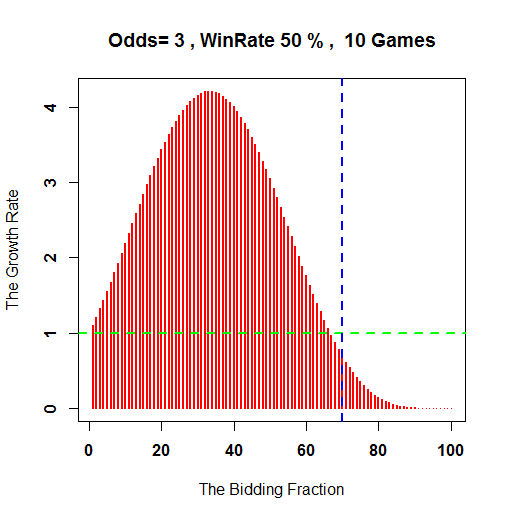 Odds= 3 , WinRate 50 % ,  10 Games
The Growth Rate
4
3
2
1
0
0 20 40 60 80 100
The Bidding Fraction